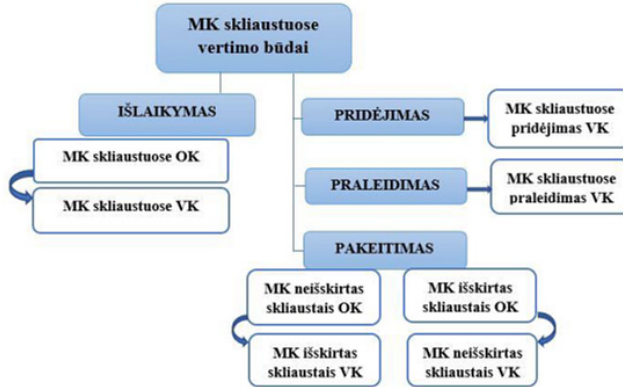 MK skliaustuose
vertimo būdai
IŠLAIKYMAS
MK skliaustuose OK
MK skliaustuose VK
PRIDĖJIMAS
MK skliaustuose
pridėjimas VK
PRALEIDIMAS
MK skliaustuose
praleidimas VK
PAKEITIMAS
MK neišskirtas
skliaustais OK
MK išskirtas
skliaustais VK
MK išskirtas
skliaustais OK
MK neišskirtas
skliaustais VK